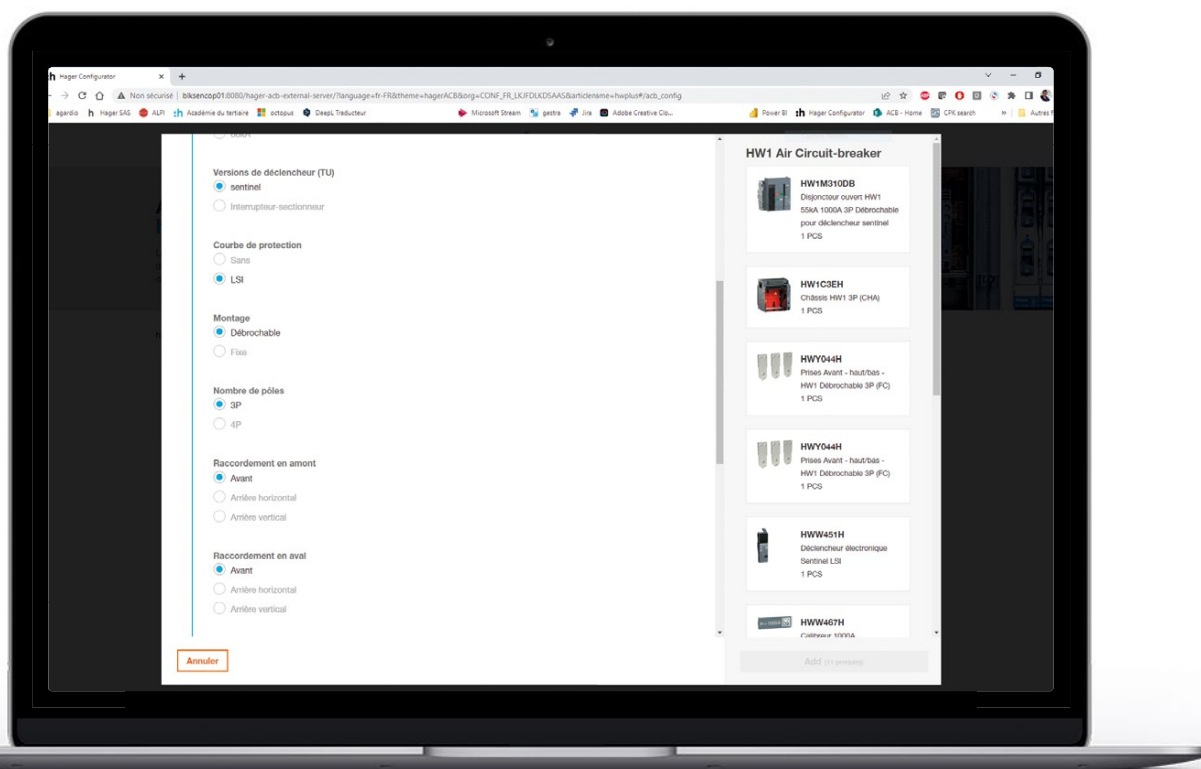 Hager Configurator
Non sécurisé | blksencop01:8080/hager-acb-external-server/?language=fr-FR&theme=hagerACB&org=CONF_FR_LKJFDLKDSAAS&articlename=hwplus#/acb_config
agardio
Hager SAS
ALPI
Académie du tertiaire
octopus
DeepL Traducteur
Microsoft Stream
gestra
Jira
Adobe Creative Clo...
Power BI
Hager Configurator
ACB - Home
CPK search
Autres f
Versions de déclencheur (TU)
sentinel
Interrupteur-sectionneur
Courbe de protection
Sans
LSI
Montage
Débrochable
Fixe
Nombre de pôles
3P
4P
Raccordement en amont
Avant
Arrière horizontal
Arrière vertical
Raccordement en aval
Avant
Arrière horizontal
Arrière vertical
Annuler
HW1 Air Circuit-breaker
HW1M310DB
Disjoncteur ouvert HW1
55kA 1000A 3P Débrochable
pour déclencheur sentinel
1 PCS
HW1C3EH
Châssis HW1 3P (CHA)
1 PCS
HWY044H
Prises Avant - haut/bas -
HW1 Débrochable 3P (FC)
1 PCS
HWY044H
Prises Avant - haut/bas -
HW1 Débrochable 3P (FC)
1 PCS
HWW451H
Déclencheur électronique
Sentinel LSI
1 PCS
HWW467H
Calibreur 1000A
Add (11 produits)